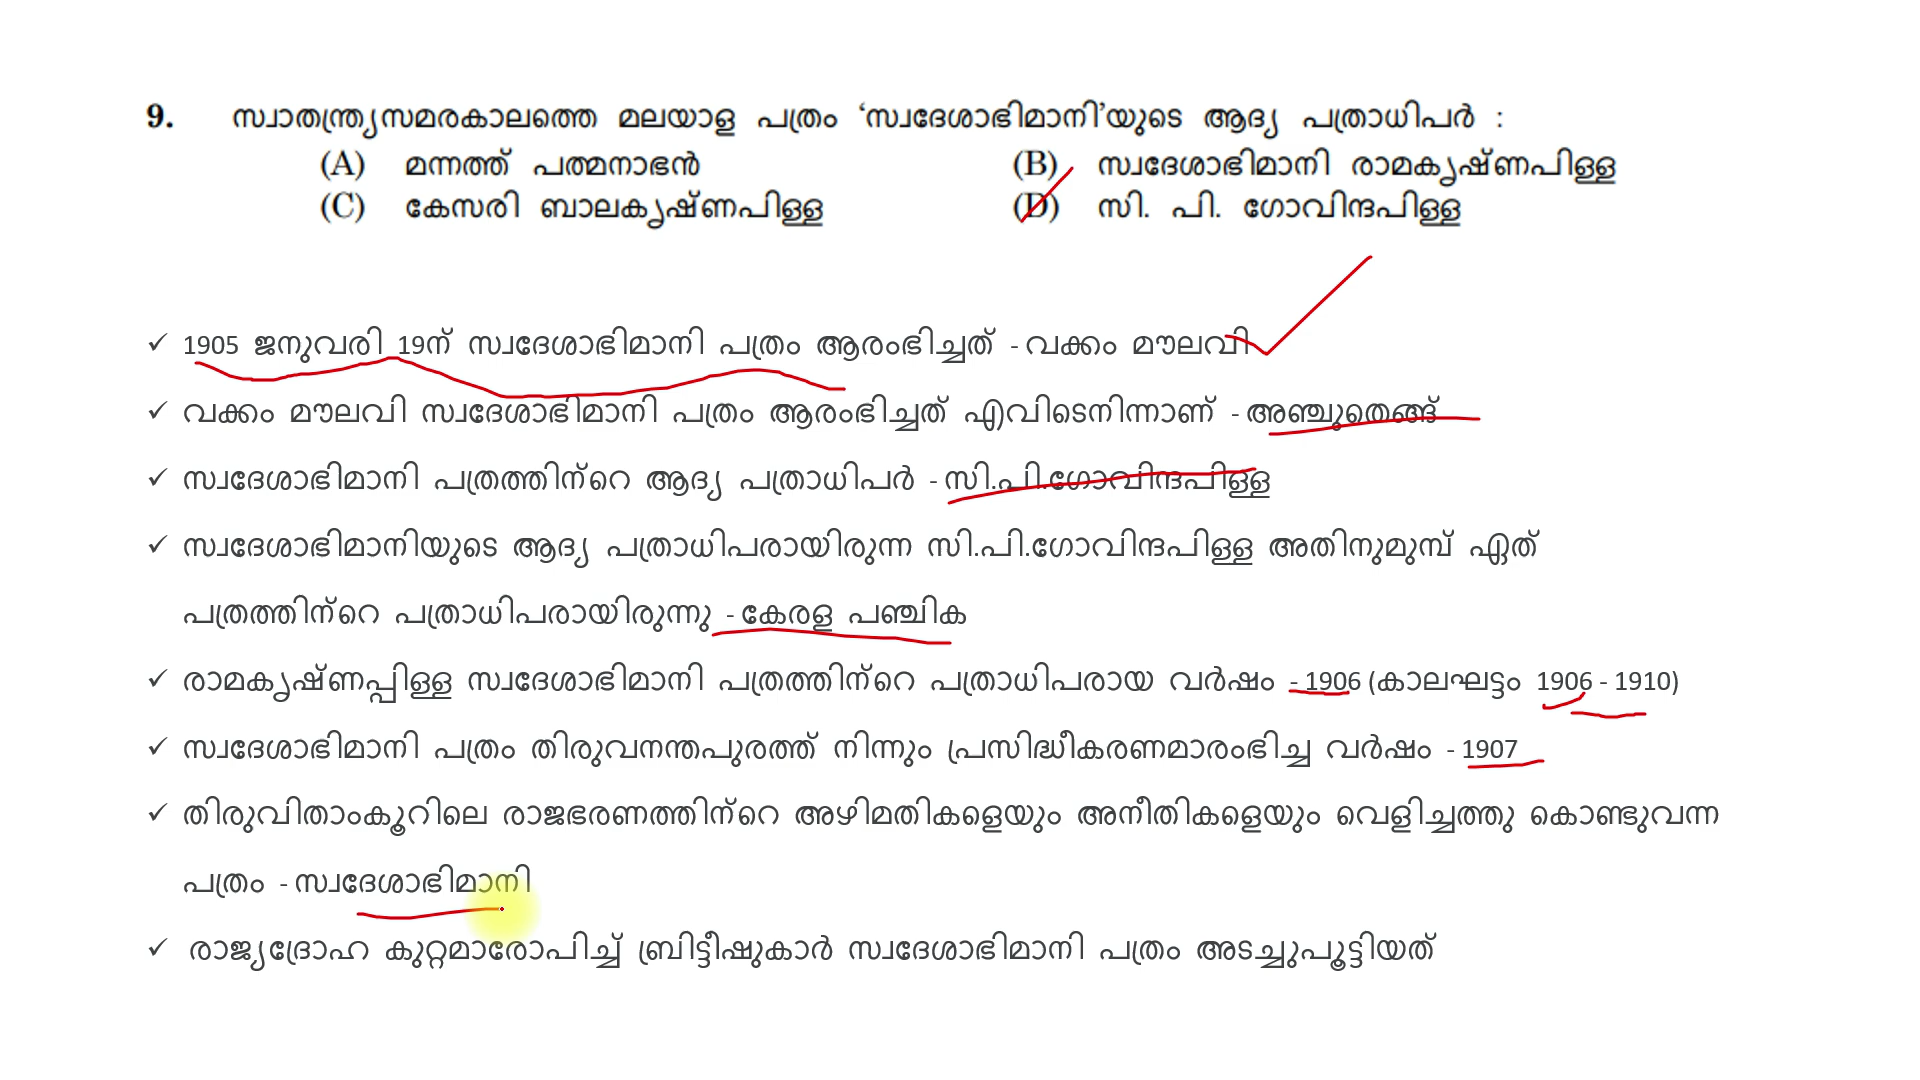 9. സ്വാതന്ത്ര്യസമരകാലത്തെ മലയാള പത്രം ‘സ്വദേശാഭിമാനി’യുടെ ആദ്യ പത്രാധിപർ :
(A) മന്നത്ത് പത്മനാഭൻ (B) സ്വദേശാഭിമാനി രാമകൃഷ്ണപിള്ള
(C) കേസരി ബാലകൃഷ്ണപിള്ള (D) സി. പി. ഗോവിന്ദപിള്ള
✓ 1905 ജനുവരി 19ന് സ്വദേശാഭിമാനി പത്രം ആരംഭിച്ചത് - വക്കം മൗലവി
✓ വക്കം മൗലവി സ്വദേശാഭിമാനി പത്രം ആരംഭിച്ചത് എവിടെനിന്നാണ് - അഞ്ചുതെങ്ങ്
✓ സ്വദേശാഭിമാനി പത്രത്തിന്റെ ആദ്യ പത്രാധിപർ - സി.പി.ഗോവിന്ദപിള്ള
✓ സ്വദേശാഭിമാനിയുടെ ആദ്യ പത്രാധിപരായിരുന്ന സി.പി.ഗോവിന്ദപിള്ള അതിനുമുമ്പ് ഏത്
പത്രത്തിന്റെ പത്രാധിപരായിരുന്നു - കേരള പഞ്ചിക
✓ രാമകൃഷ്ണപ്പിള്ള സ്വദേശാഭിമാനി പത്രത്തിന്റെ പത്രാധിപരായ വർഷം - 1906 (കാലഘട്ടം 1906 - 1910)
✓ സ്വദേശാഭിമാനി പത്രം തിരുവനന്തപുരത്ത് നിന്നും പ്രസിദ്ധീകരണമാരംഭിച്ച വർഷം - 1907
✓ തിരുവിതാംകൂറിലെ രാജഭരണത്തിന്റെ അഴിമതികളെയും അനീതികളെയും വെളിച്ചത്തു കൊണ്ടുവന്ന
പത്രം - സ്വദേശാഭിമാനി
✓ രാജ്യദ്രോഹ കുറ്റമാരോപിച്ച് ബ്രിട്ടീഷുകാർ സ്വദേശാഭിമാനി പത്രം അടച്ചുപൂട്ടിയത്